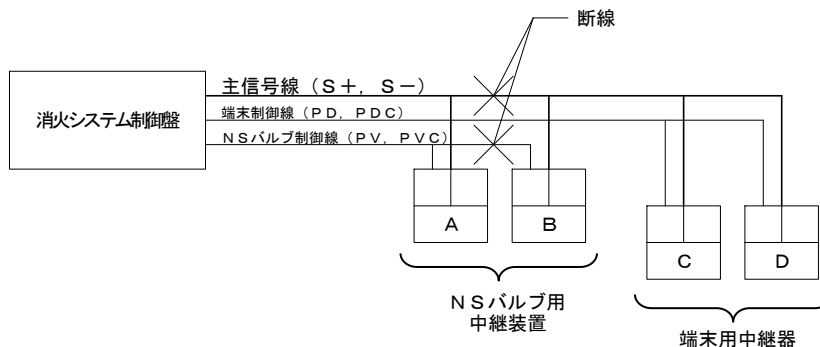 断線
主信号線（Ｓ＋，Ｓ－）
消火システム制御盤
端末制御線（ＰＤ，ＰＤＣ）
ＮＳバルブ制御線（ＰＶ，ＰＶＣ）
Ａ
Ｂ
Ｃ
Ｄ
ＮＳバルブ用
中継装置
端末用中継器